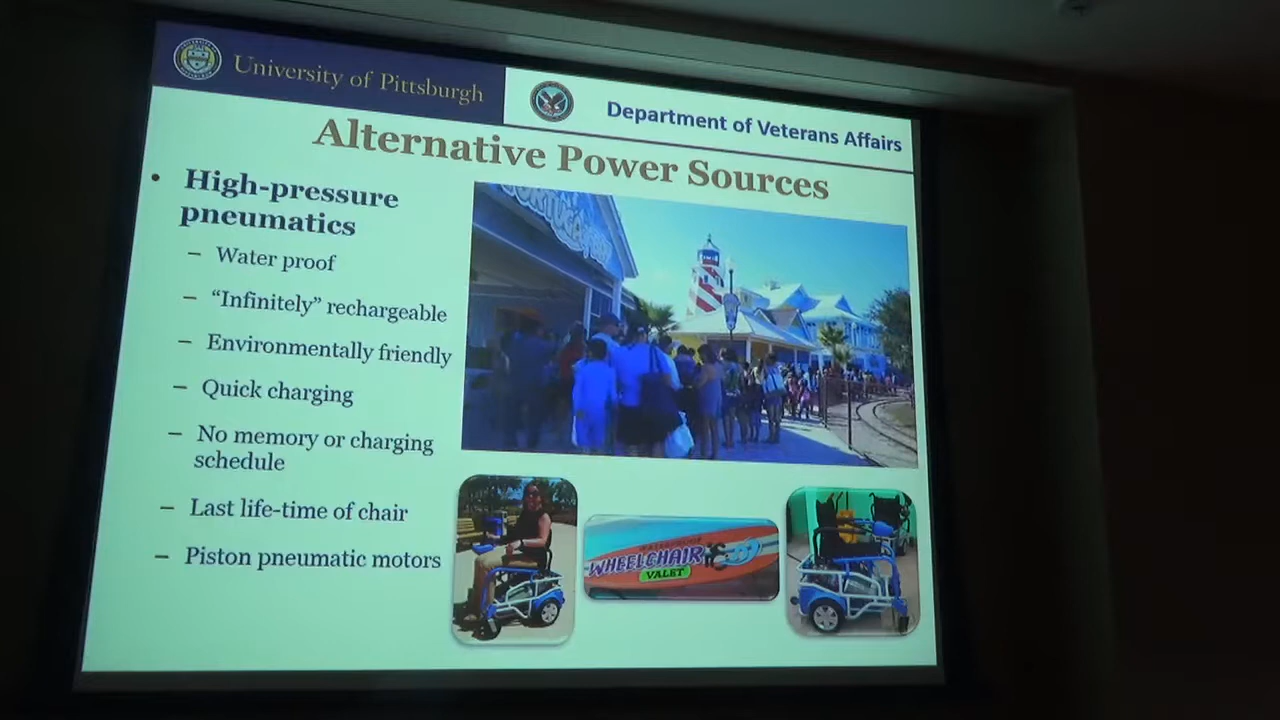 University of Pittsburgh
Department of Veterans Affairs
Alternative Power Sources
• High-pressure
pneumatics
– Water proof
– “Infinitely” rechargeable
– Environmentally friendly
– Quick charging
– No memory or charging
schedule
– Last life-time of chair
– Piston pneumatic motors
WHEELCHAIR
VALET